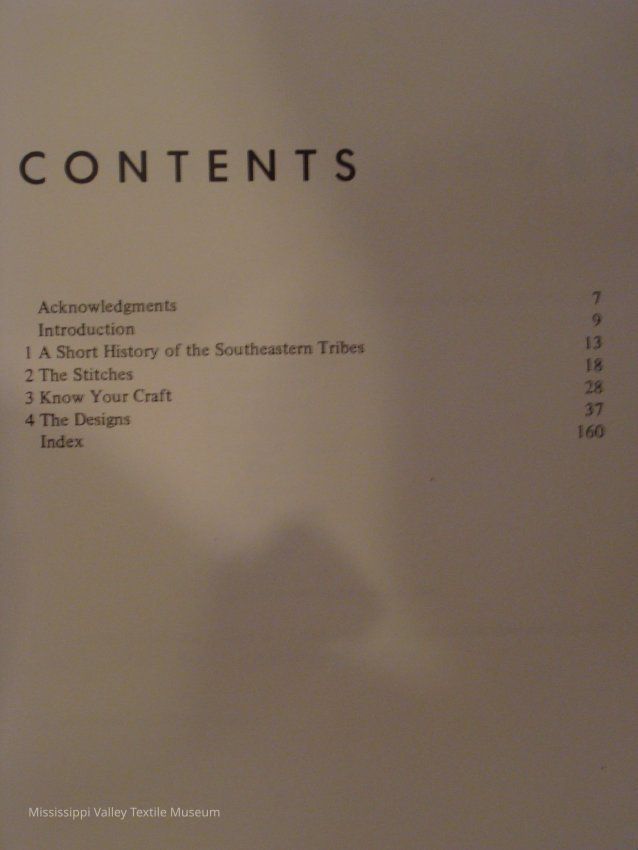 CONTENTS
Acknowledgments 7
Introduction 9
1 A Short History of the Southeastern Tribes 13
2 The Stitches 18
3 Know Your Craft 28
4 The Designs 37
Index 160
Mississippi Valley Textile Museum